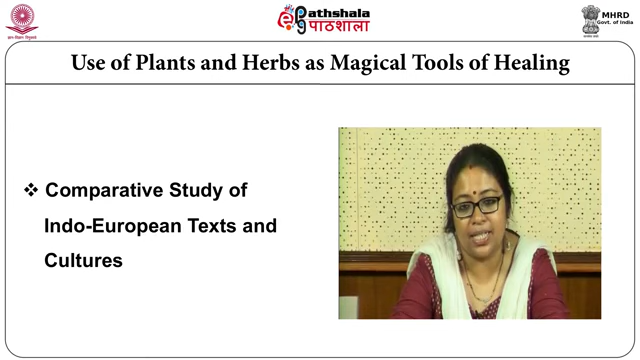 ePathshala
पाठशाला
MHRD
Govt. of India
Use of Plants and Herbs as Magical Tools of Healing
❖ Comparative Study of
Indo-European Texts and
Cultures